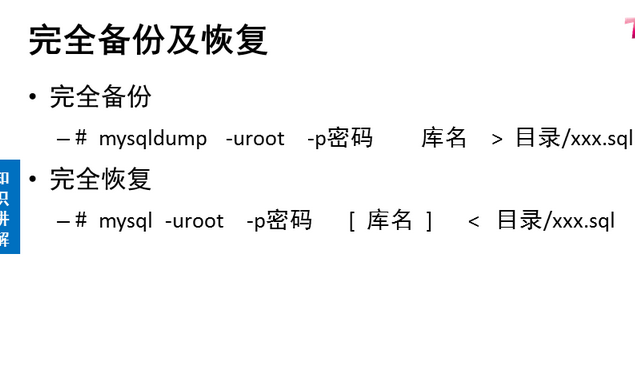 完全备份及恢复
• 完全备份
– # mysqldump -uroot -p密码 库名 > 目录/xxx.sql
• 完全恢复
– # mysql -uroot -p密码 [ 库名 ] < 目录/xxx.sql
知
识
讲
解